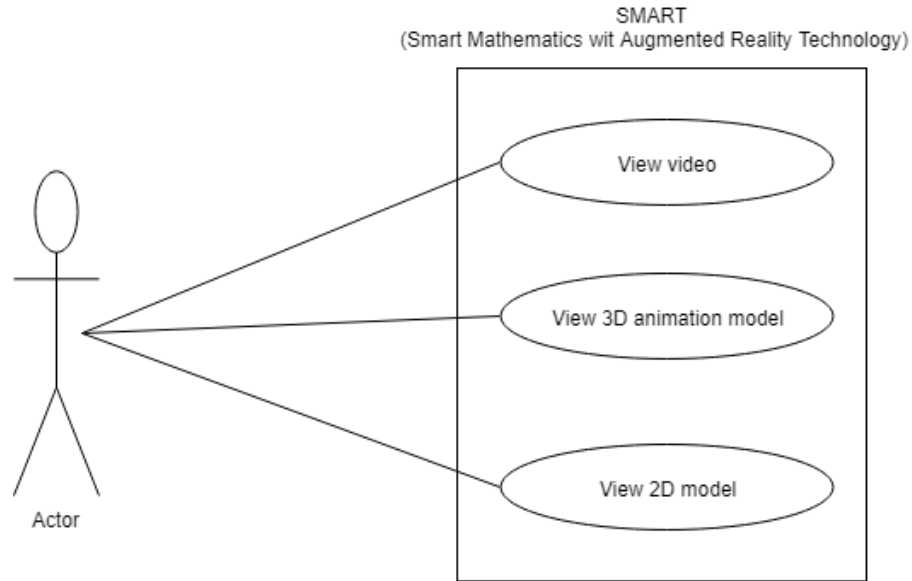 SMART
(Smart Mathematics wit Augmented Reality Technology)
View video
View 3D animation model
View 2D model
Actor